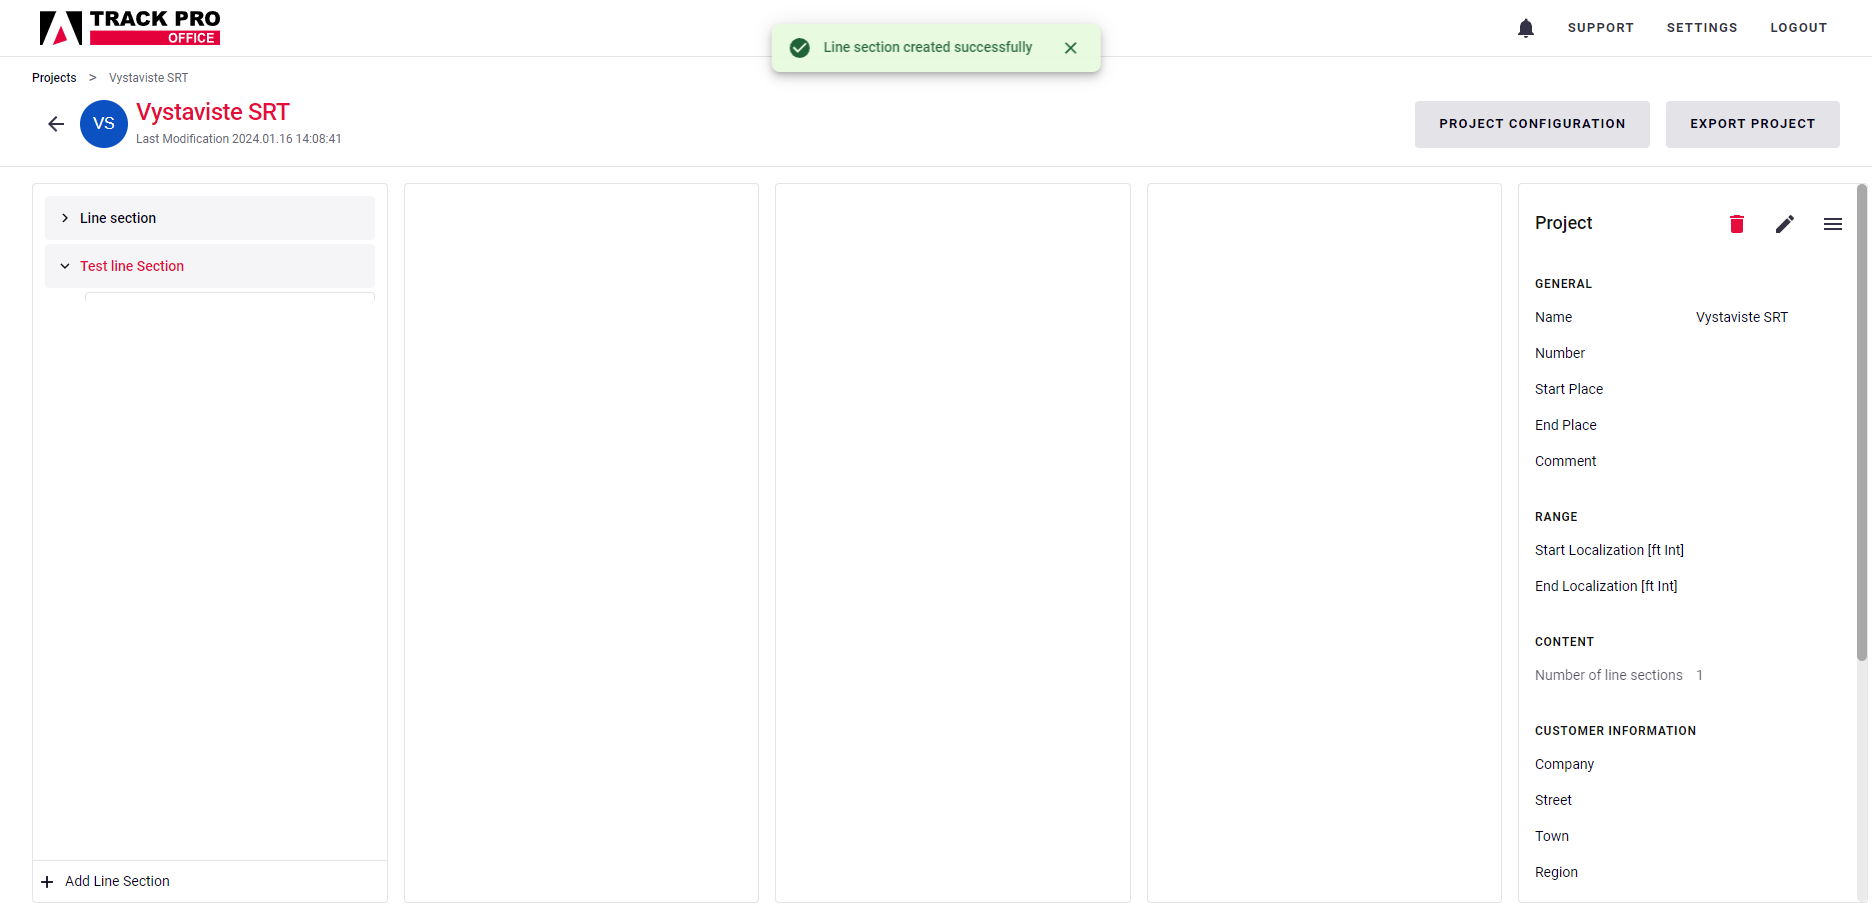 TRACK PRO
OFFICE
Line section created successfully
SUPPORT
SETTINGS
LOGOUT
Projects > Vystaviste SRT
VS
Vystaviste SRT
Last Modification 2024.01.16 14:08:41
PROJECT CONFIGURATION
EXPORT PROJECT
Line section
Test line Section
Add Line Section
Project
GENERAL
Name Vystaviste SRT
Number
Start Place
End Place
Comment
RANGE
Start Localization [ft Int]
End Localization [ft Int]
CONTENT
Number of line sections 1
CUSTOMER INFORMATION
Company
Street
Town
Region